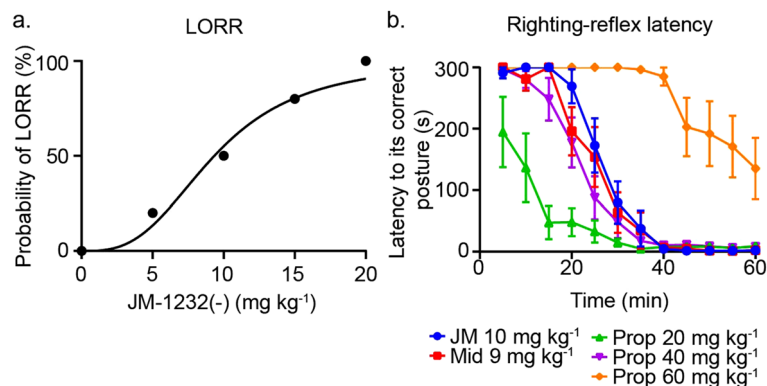 a.
LORR
Probability of LORR (%)
100
50
0
0
5
10
15
20
JM-1232(-) (mg kg⁻¹)
b.
Righting-reflex latency
Latency to its correct
posture (s)
300
200
100
0
0
20
40
60
Time (min)
JM 10 mg kg⁻¹
Mid 9 mg kg⁻¹
Prop 20 mg kg⁻¹
Prop 40 mg kg⁻¹
Prop 60 mg kg⁻¹